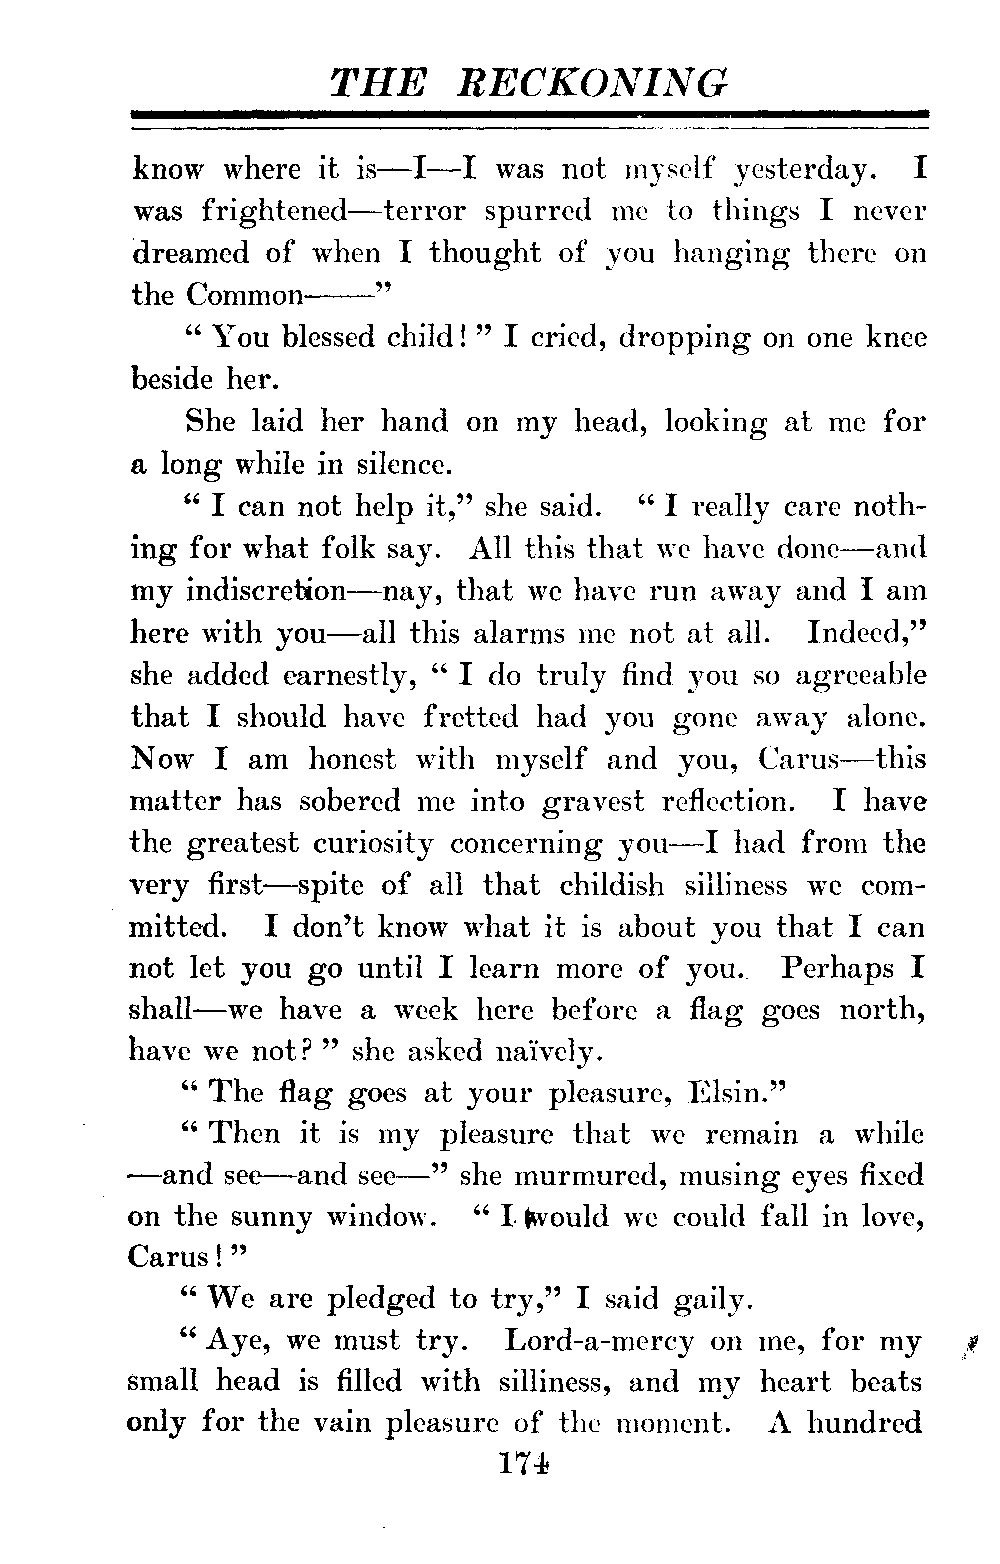 THE RECKONING
know where it is—I—I was not myself yesterday. I
was frightened—terror spurred me to things I never
dreamed of when I thought of you hanging there on
the Common——”
“ You blessed child! ” I cried, dropping on one knee
beside her.
She laid her hand on my head, looking at me for
a long while in silence.
“ I can not help it,” she said. “ I really care noth-
ing for what folk say. All this that we have done—and
my indiscretion—nay, that we have run away and I am
here with you—all this alarms me not at all. Indeed,”
she added earnestly, “ I do truly find you so agreeable
that I should have fretted had you gone away alone.
Now I am honest with myself and you, Carus—this
matter has sobered me into gravest reflection. I have
the greatest curiosity concerning you—I had from the
very first—spite of all that childish silliness we com-
mitted. I don’t know what it is about you that I can
not let you go until I learn more of you. Perhaps I
shall—we have a week here before a flag goes north,
have we not? ” she asked naïvely.
“ The flag goes at your pleasure, Elsin.”
“ Then it is my pleasure that we remain a while
—and see—and see—” she murmured, musing eyes fixed
on the sunny window. “ I would we could fall in love,
Carus! ”
“ We are pledged to try,” I said gaily.
“ Aye, we must try. Lord-a-mercy on me, for my
small head is filled with silliness, and my heart beats
only for the vain pleasure of the moment. A hundred
174